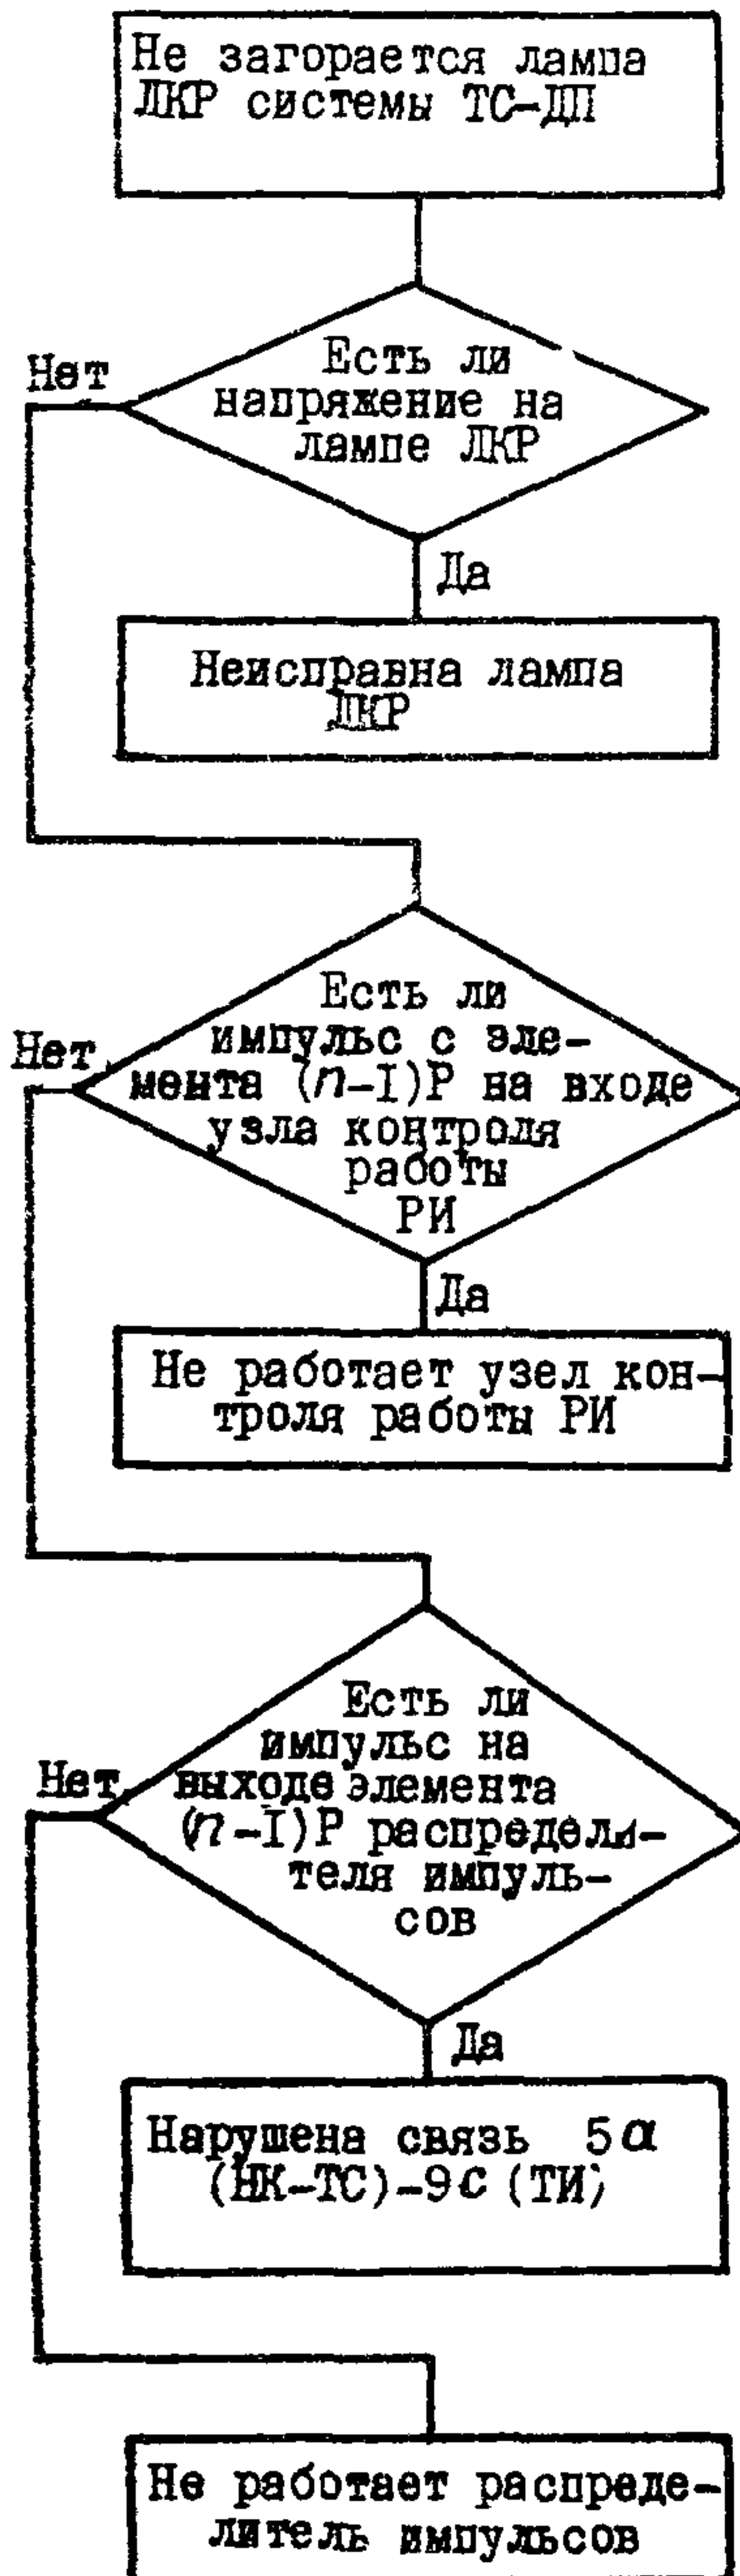 Не загорается лампа
ЛКР системы ТС-ДП
Нет
Есть ли
напряжение на
лампе ЛКР
Да
Неисправна лампа
ЛКР
Есть ли
Нет
импульс с эле-
мента (n-I)Р на входе
узла контроля
работы
РИ
Да
Не работает узел кон-
троля работы РИ
Есть ли
импульс на
Нет
выходе элемента
(n-I)Р распредели-
теля импуль-
сов
Да
Нарушена связь 5а
(НК-ТС)-9с (ТИ)
Не работает распреде-
литель импульсов